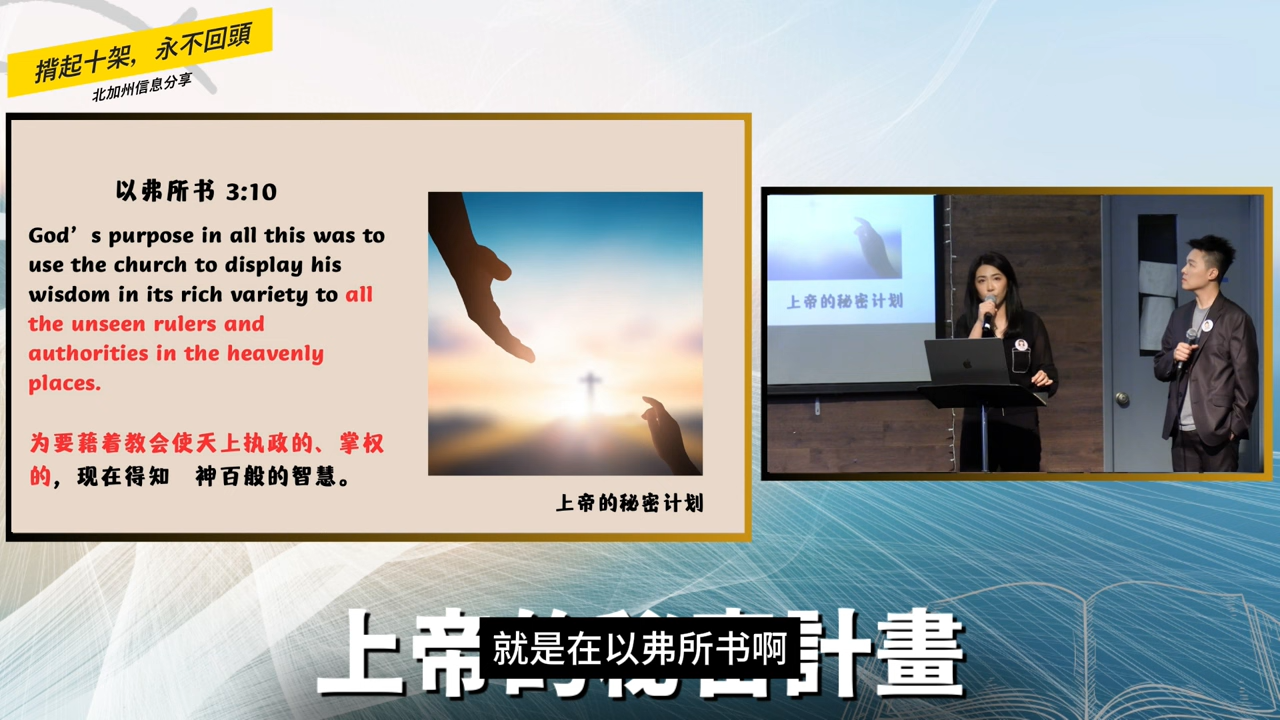 揹起十架，永不回頭
北加州信息分享
以弗所书 3:10
God’s purpose in all this was to
use the church to display his
wisdom in its rich variety to all
the unseen rulers and
authorities in the heavenly
places.
为要藉着教会使天上执政的、掌权
的，现在得知　神百般的智慧。
上帝的秘密计划
上帝的秘密计划
上帝的秘密計畫
就是在以弗所书啊